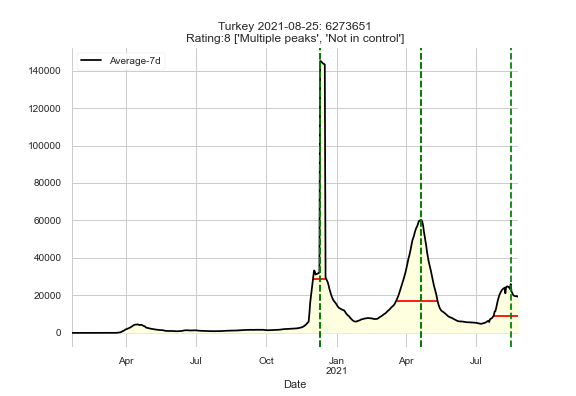 Turkey 2021-08-25: 6273651
Rating:8 ['Multiple peaks', 'Not in control']
Average-7d
140000
120000
100000
80000
60000
40000
20000
0
Apr Jul Oct Jan Apr Jul
2021
Date